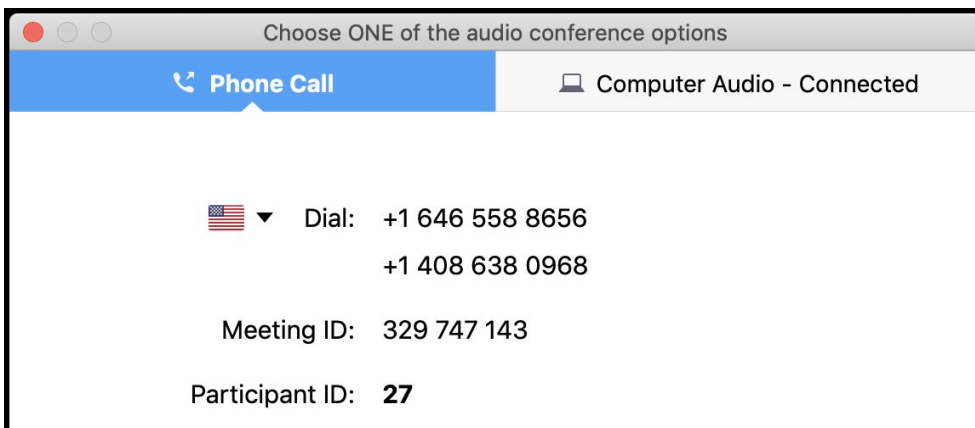 Choose ONE of the audio conference options
Phone Call
Computer Audio - Connected
Dial: +1 646 558 8656
+1 408 638 0968
Meeting ID: 329 747 143
Participant ID: 27